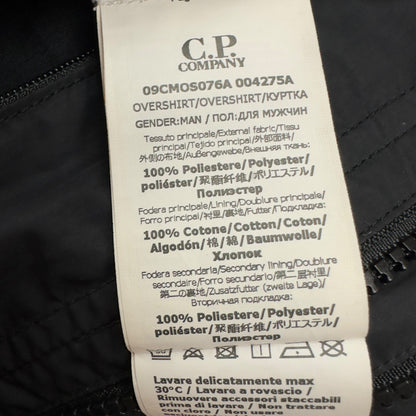 C.P.
COMPANY
09CMOS076A 004275A
OVERSHIRT/OVERSHIRT/КУРТКА
GENDER:MAN / ПОЛ:ДЛЯ МУЖЧИН
Tessuto principale/External fabric/Tissu
principal/Tejido principal/外部面料/
外側の布地/Außengewebe/Внешняя ткань:
100% Poliestere/Polyester/
poliéster/聚酯纤维/ポリエステル/
Полиэстер
Fodera principale/Lining/Doublure principale/
Forro principal/衬里/裏地/Futter/Подкладка:
100% Cotone/Cotton/Coton/
Algodón/棉/綿/Baumwolle/
Хлопок
Fodera secondaria/Secondary lining/Doublure
secondaire/Forro secundario/第二层衬里/
第二の裏地/Zusatzfutter (zweite Lage)/
Вторичная подкладка:
100% Poliestere/Polyester/
poliéster/聚酯纤维/ポリエステル/
Полиэстер
Lavare delicatamente max
30°C / Lavare a rovescio /
Rimuovere accessori staccabili
prima di lavare / Non trattare